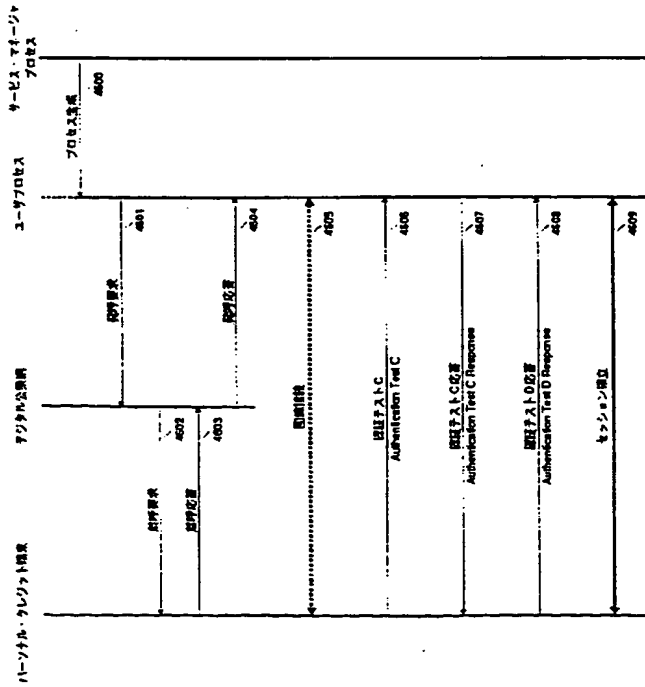 サービス・マネージャ
プロセス
ユーザプロセス
デジタル公衆網
パーソナル・クレジット端末
プロセス生成
4600
発呼要求
4601
着呼要求
4602
着呼応答
4603
発呼応答
4604
回線接続
4605
認証テストC
Authentication Test C
4606
認証テストC応答
Authentication Test C Response
4607
認証テストD応答
Authentication Test D Response
4608
セッション確立
4609